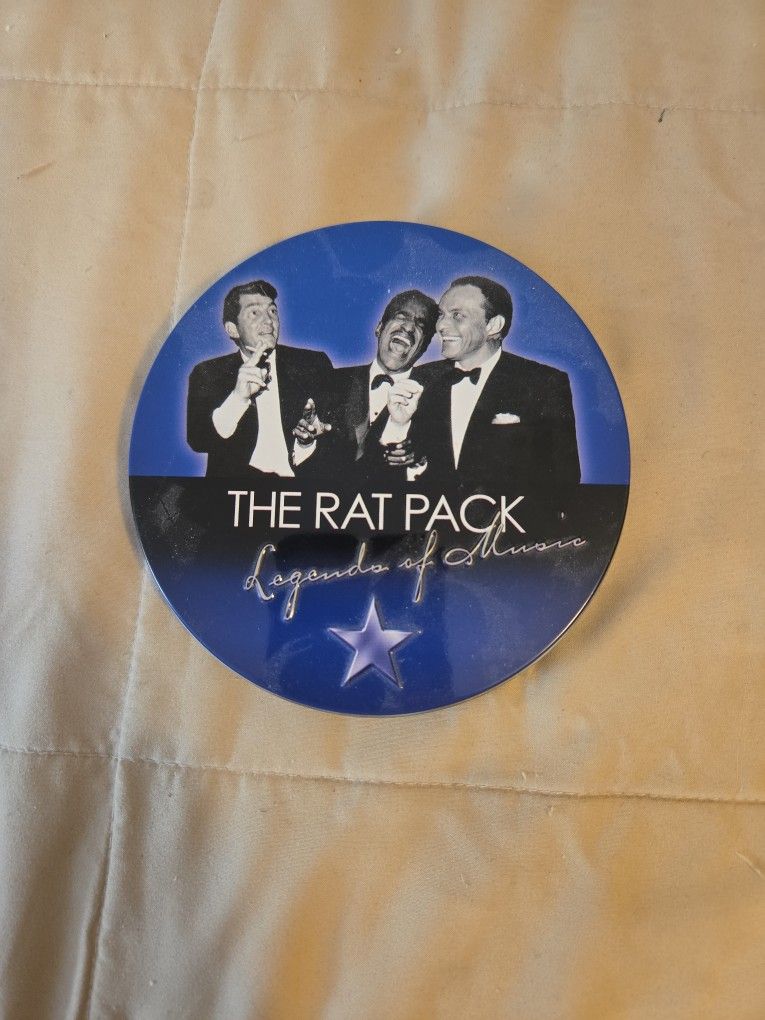 THE RAT PACK
Legends of Music